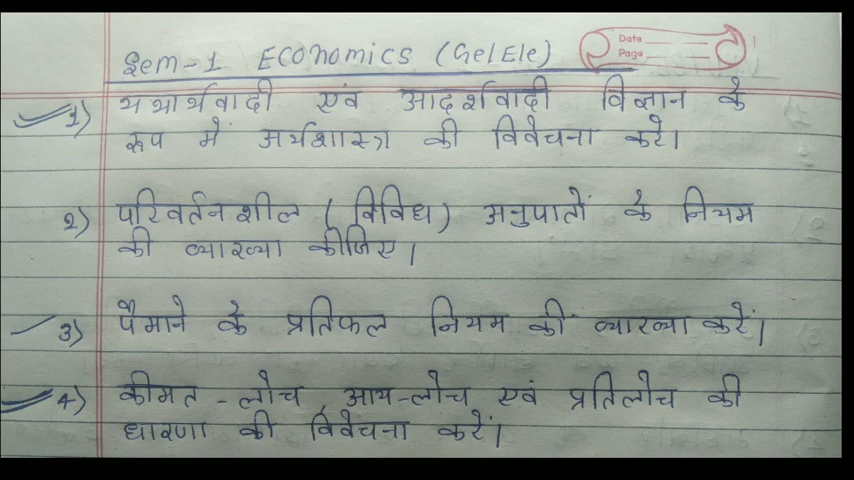 Sem-1 ECONOMICS (GelEle)
Date
Page
1) यथार्थवादी एवं आदर्शवादी विज्ञान के
रूप में अर्थशास्त्र की विवेचना करें।
2) परिवर्तनशील (विविध) अनुपातों के नियम
की व्याख्या कीजिए।
3) पैमाने के प्रतिफल नियम की व्याख्या करें।
4) कीमत-लोच, आय-लोच एवं प्रतिलोच की
धारणा की विवेचना करें।